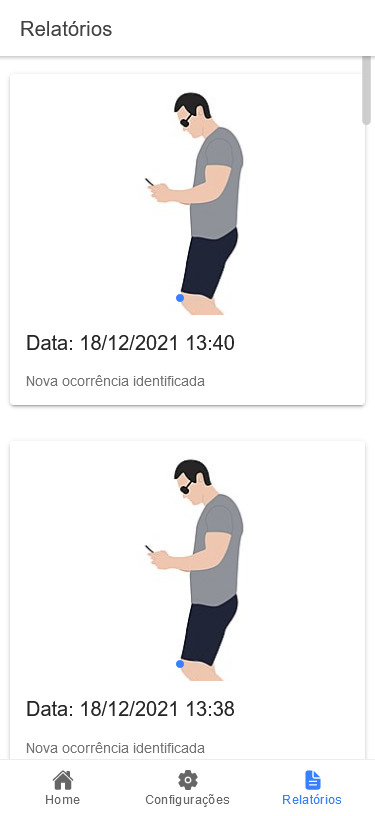 Relatórios
Data: 18/12/2021 13:40
Nova ocorrência identificada
Data: 18/12/2021 13:38
Nova ocorrência identificada
Home
Configurações
Relatórios